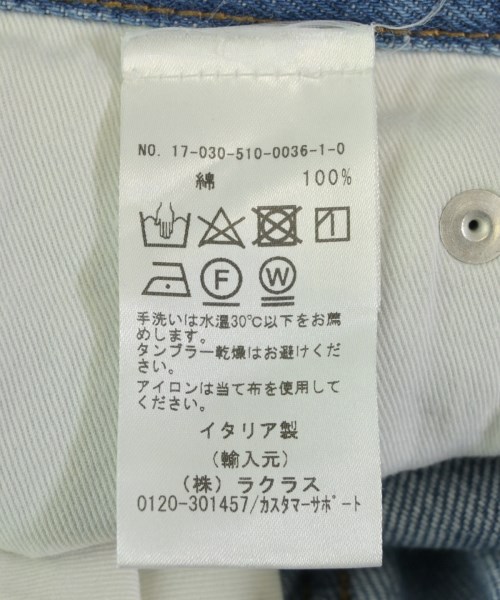 NO. 17-030-510-0036-1-0
綿 100%
F W
手洗いは水温30℃以下をお薦
めします。
タンブラー乾燥はお避けくだ
さい。
アイロンは当て布を使用して
ください。
イタリア製
(輸入元)
(株) ラクラス
0120-301457/カスタマーサポート